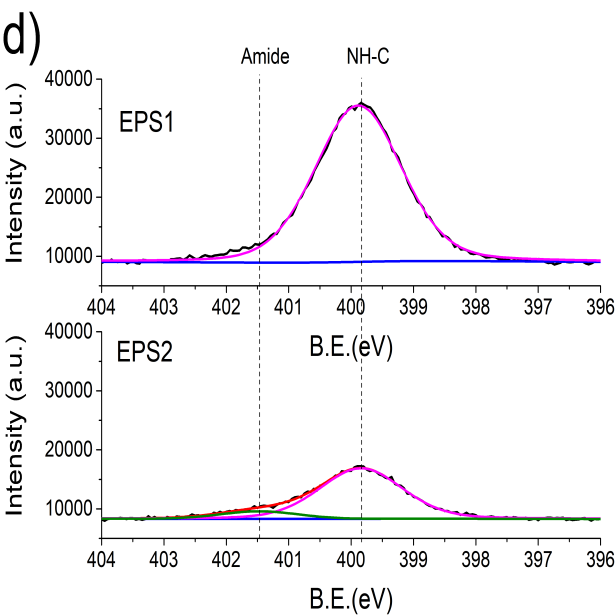 d)
Amide NH-C
40000
EPS1
30000
Intensity (a.u.)
20000
10000
404 403 402 401 400 399 398 397 396
B.E.(eV)
40000
EPS2
30000
Intensity (a.u.)
20000
10000
404 403 402 401 400 399 398 397 396
B.E.(eV)